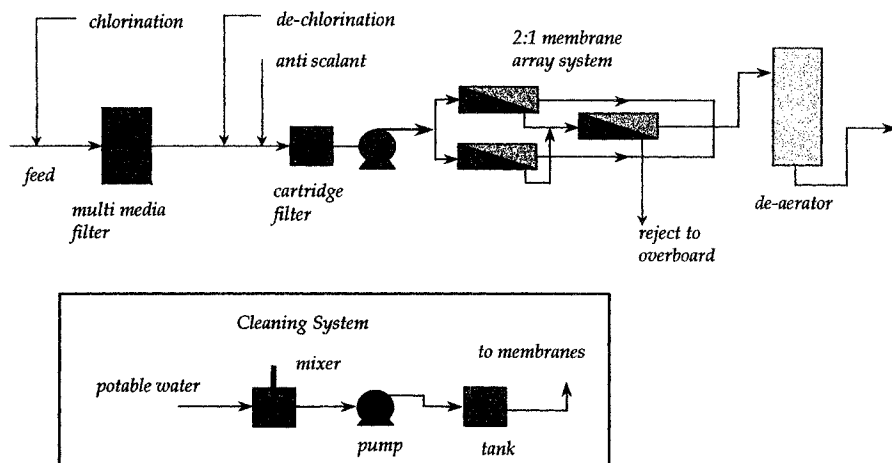 chlorination
de-chlorination
anti scalant
2:1 membrane
array system
feed
multi media
filter
cartridge
filter
reject to
overboard
de-aerator
Cleaning System
potable water
mixer
pump
tank
to membranes